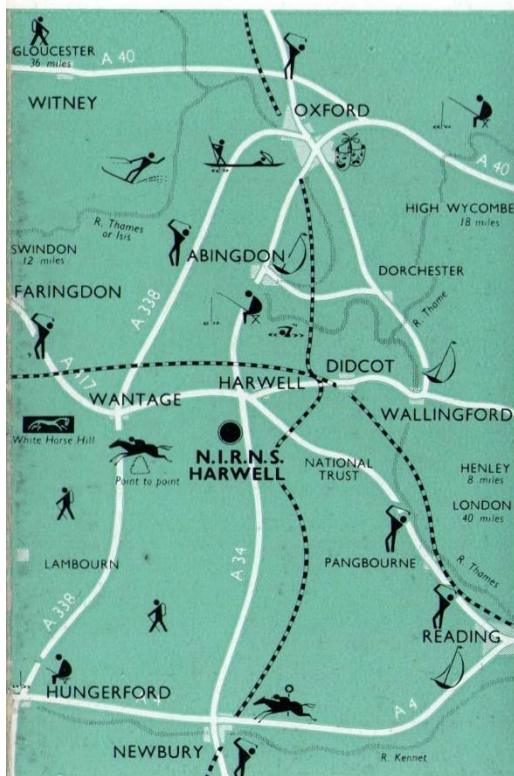 GLOUCESTER
36 miles
A 40
WITNEY
OXFORD
A 40
R. Thames
or Isis
HIGH WYCOMBE
18 miles
SWINDON
12 miles
ABINGDON
DORCHESTER
FARINGDON
A 338
R. Thame
A 417
DIDCOT
WANTAGE
HARWELL
WALLINGFORD
White Horse Hill
N.I.R.N.S.
HARWELL
Point to point
NATIONAL
TRUST
HENLEY
8 miles
LONDON
40 miles
LAMBOURN
A 34
PANGBOURNE
R. Thames
A 338
READING
HUNGERFORD
A 4
A 4
NEWBURY
R. Kennet